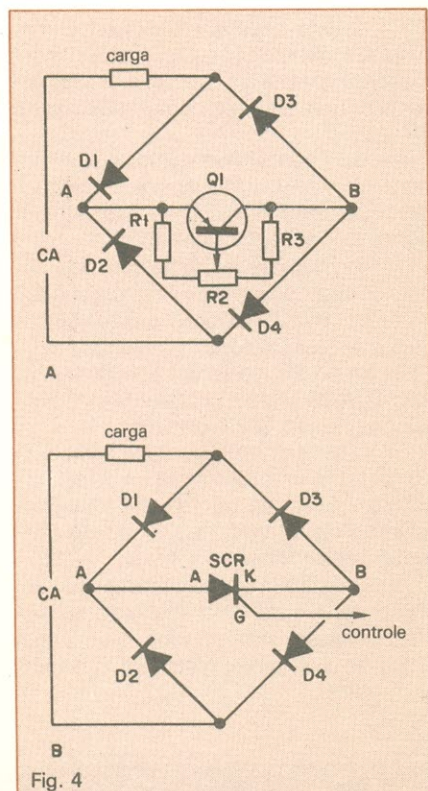 carga
D1
D3
A
Q1
B
R1
R3
CA
D2
R2
D4
A
carga
D1
D3
SCR
A
A
K
B
CA
G
controle
D2
D4
B
Fig. 4